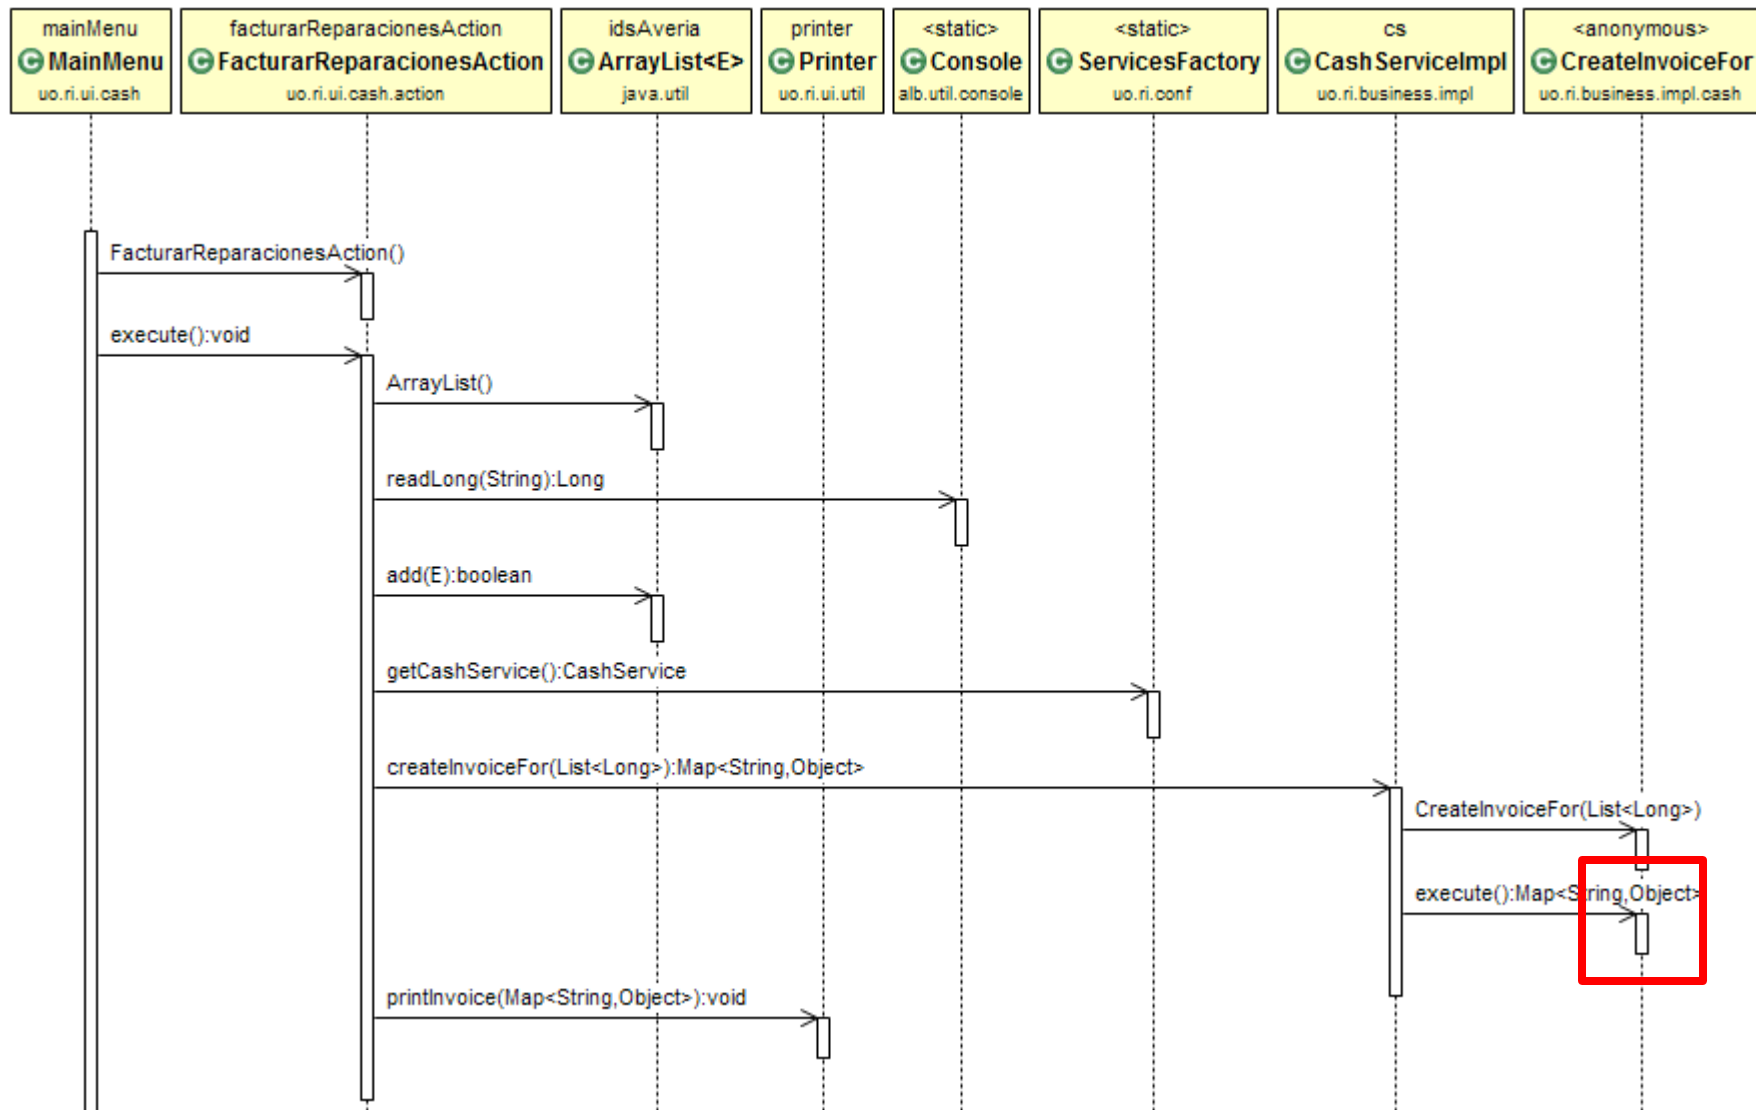 mainMenu
MainMenu
uo.ri.ui.cash
facturarReparacionesAction
FacturarReparacionesAction
uo.ri.ui.cash.action
idsAveria
ArrayList<E>
java.util
printer
Printer
uo.ri.ui.util
<static>
Console
alb.util.console
<static>
ServicesFactory
uo.ri.conf
cs
CashServiceImpl
uo.ri.business.impl
<anonymous>
CreateInvoiceFor
uo.ri.business.impl.cash
FacturarReparacionesAction()
execute():void
ArrayList()
readLong(String):Long
add(E):boolean
getCashService():CashService
createInvoiceFor(List<Long>):Map<String,Object>
CreateInvoiceFor(List<Long>)
execute():Map<String,Object>
printInvoice(Map<String,Object>):void